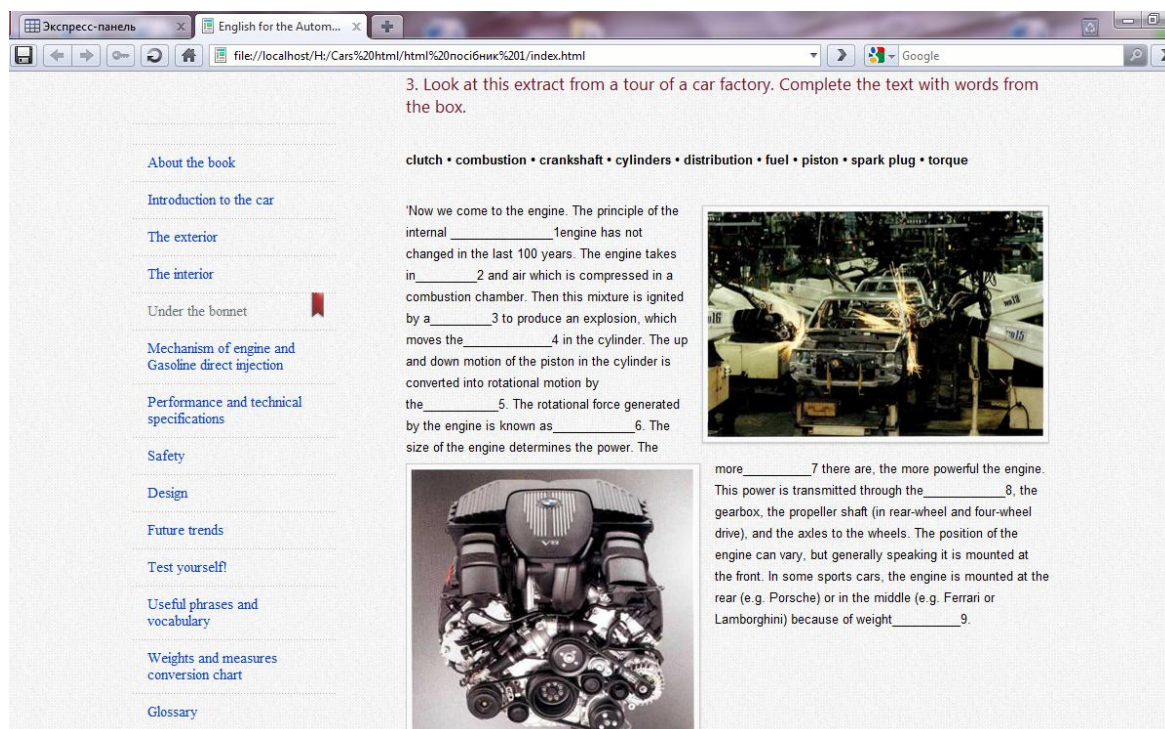 Экспресс-панель
English for the Autom...
file://localhost/H:/Cars%20html/html%20посібник%201/index.html
Google
About the book
Introduction to the car
The exterior
The interior
Under the bonnet
Mechanism of engine and
Gasoline direct injection
Performance and technical
specifications
Safety
Design
Future trends
Test yourself!
Useful phrases and
vocabulary
Weights and measures
conversion chart
Glossary
3. Look at this extract from a tour of a car factory. Complete the text with words from
the box.
clutch • combustion • crankshaft • cylinders • distribution • fuel • piston • spark plug • torque
'Now we come to the engine. The principle of the
internal _______________1engine has not
changed in the last 100 years. The engine takes
in_________2 and air which is compressed in a
combustion chamber. Then this mixture is ignited
by a_________3 to produce an explosion, which
moves the_____________4 in the cylinder. The up
and down motion of the piston in the cylinder is
converted into rotational motion by
the___________5. The rotational force generated
by the engine is known as____________6. The
size of the engine determines the power. The
more__________7 there are, the more powerful the engine.
This power is transmitted through the____________8, the
gearbox, the propeller shaft (in rear-wheel and four-wheel
drive), and the axles to the wheels. The position of the
engine can vary, but generally speaking it is mounted at
the front. In some sports cars, the engine is mounted at the
rear (e.g. Porsche) or in the middle (e.g. Ferrari or
Lamborghini) because of weight__________9.
V8